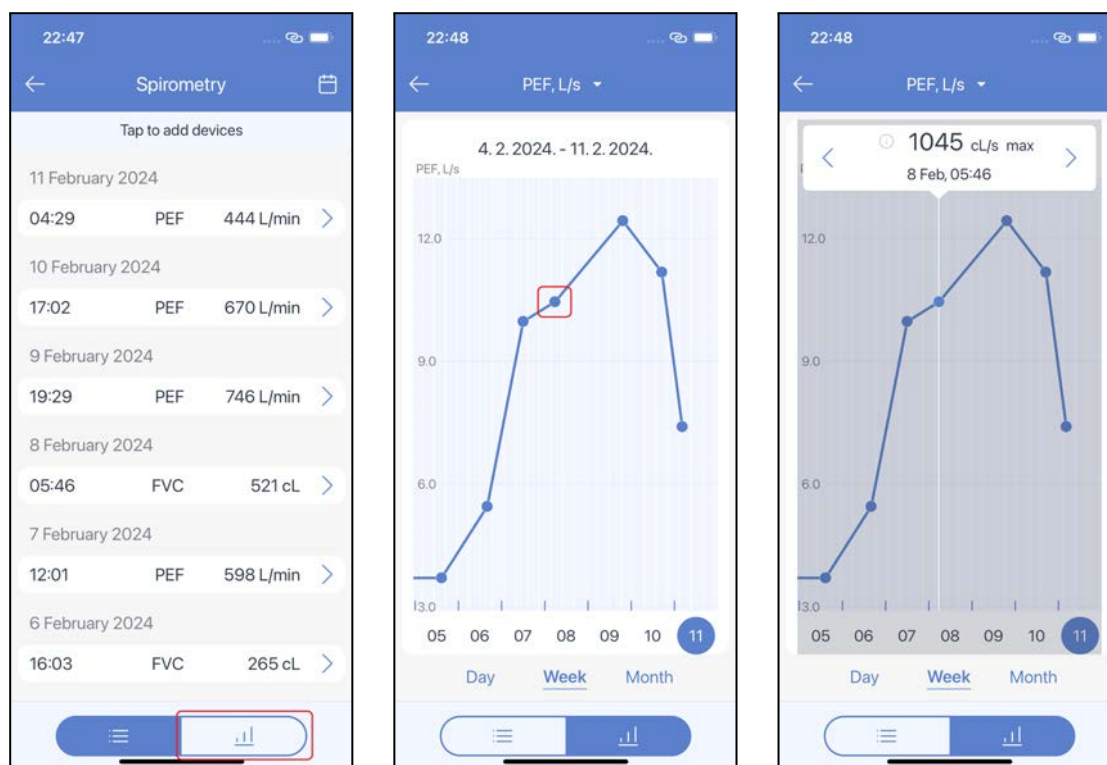 22:47
Spirometry
Tap to add devices
11 February 2024
04:29 PEF 444 L/min
10 February 2024
17:02 PEF 670 L/min
9 February 2024
19:29 PEF 746 L/min
8 February 2024
05:46 FVC 521 cL
7 February 2024
12:01 PEF 598 L/min
6 February 2024
16:03 FVC 265 cL
22:48
PEF, L/s
4. 2. 2024. - 11. 2. 2024.
PEF, L/s
12.0
9.0
6.0
3.0
05 06 07 08 09 10 11
Day Week Month
22:48
PEF, L/s
1045 cL/s max
8 Feb, 05:46
12.0
9.0
6.0
3.0
05 06 07 08 09 10 11
Day Week Month